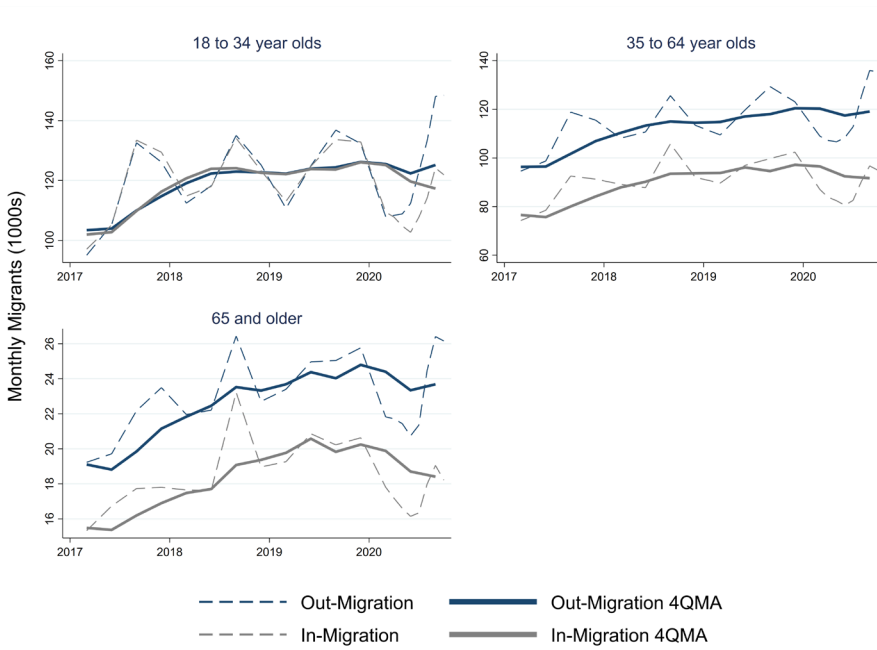 18 to 34 year olds
160
140
120
100
2017 2018 2019 2020
35 to 64 year olds
140
120
100
80
60
2017 2018 2019 2020
65 and older
26
24
22
20
18
16
2017 2018 2019 2020
Monthly Migrants (1000s)
Out-Migration Out-Migration 4QMA
In-Migration In-Migration 4QMA